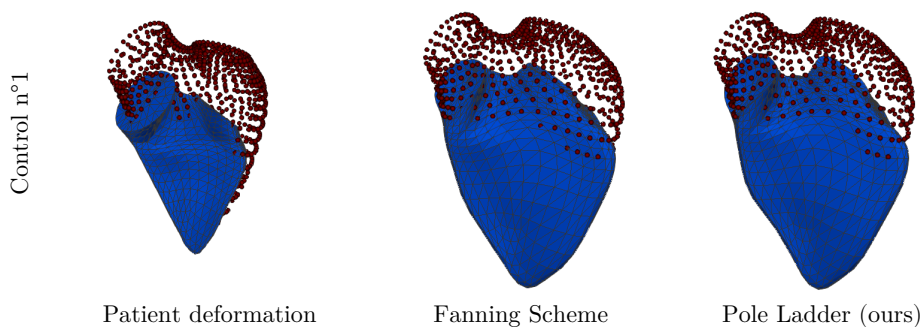 Control n°1
Patient deformation
Fanning Scheme
Pole Ladder (ours)